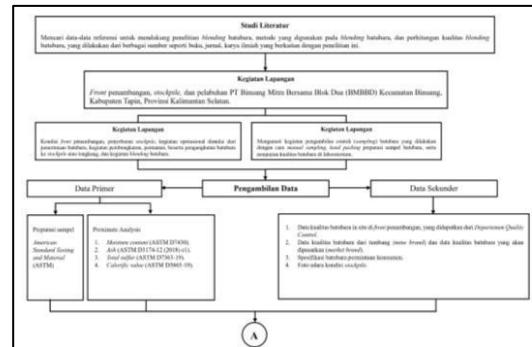 Studi Literatur
Mencari data-data referensi untuk mendukung penelitian blending batubara, metode yang digunakan pada blending batubara, dan perhitungan kualitas blending
batubara, yang dilakukan dari berbagai sumber seperti buku, jurnal, karya ilmiah yang berkaitan dengan penelitian ini.
Kegiatan Lapangan
Front penambangan, stockpile, dan pelabuhan PT Binuang Mitra Bersama Blok Dua (BMBBD) Kecamatan Binuang,
Kabupaten Tapin, Provinsi Kalimantan Selatan.
Kegiatan Lapangan
Kondisi front penambangan, penyebaran stockpile, kegiatan operasional dimulai dari
penerimaan batubara, kegiatan pembongkaran, pemuatan, beserta pengangkutan batubara
ke stockpile atau tongkang, dan kegiatan blending batubara.
Kegiatan Lapangan
Mengamati kegiatan pengambilan contoh (sampling) batubara yang dilakukan
dengan cara manual sampling, hand packing preparasi sampel batubara, serta
pengujian kualitas batubara di laboratorium.
Data Primer
Pengambilan Data
Data Sekunder
Preparasi sampel
American
Standard Testing
and Material
(ASTM)
Proximate Analysis
1. Moisture content (ASTM D7430).
2. Ash (ASTM D3174-12 (2018) e1).
3. Total sulfur (ASTM D7363-19).
4. Calorific value (ASTM D5865-19).
1. Data kualitas batubara in situ di front penambangan, yang didapatkan dari Departemen Quality
Control.
2. Data kualitas batubara dari tambang (mine brand) dan data kualitas batubara yang akan
dipasarkan (market brand).
3. Spesifikasi batubara permintaan konsumen.
4. Foto udara kondisi stockpile.
A